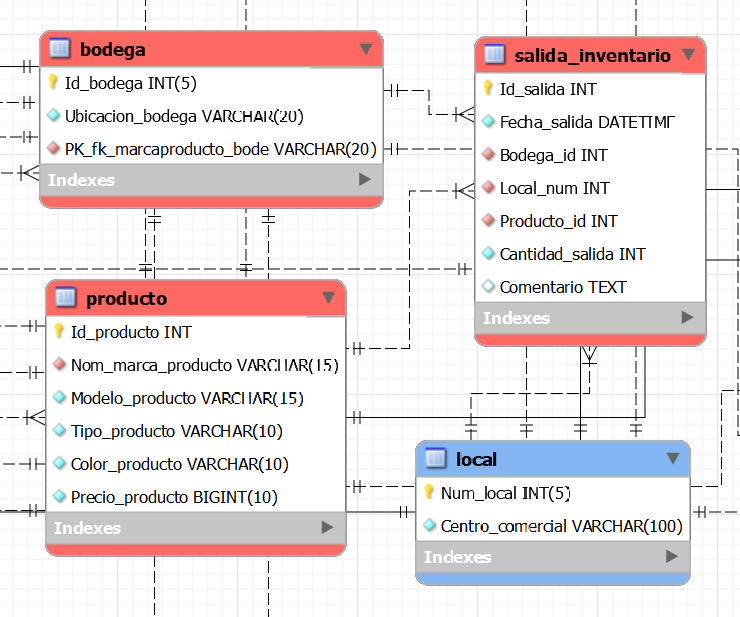 bodega
Id_bodega INT(5)
Ubicacion_bodega VARCHAR(20)
PK_fk_marcaproducto_bode VARCHAR(20)
Indexes
salida_inventario
Id_salida INT
Fecha_salida DATETIME
Bodega_id INT
Local_num INT
Producto_id INT
Cantidad_salida INT
Comentario TEXT
Indexes
producto
Id_producto INT
Nom_marca_producto VARCHAR(15)
Modelo_producto VARCHAR(15)
Tipo_producto VARCHAR(10)
Color_producto VARCHAR(10)
Precio_producto BIGINT(10)
Indexes
local
Num_local INT(5)
Centro_comercial VARCHAR(100)
Indexes